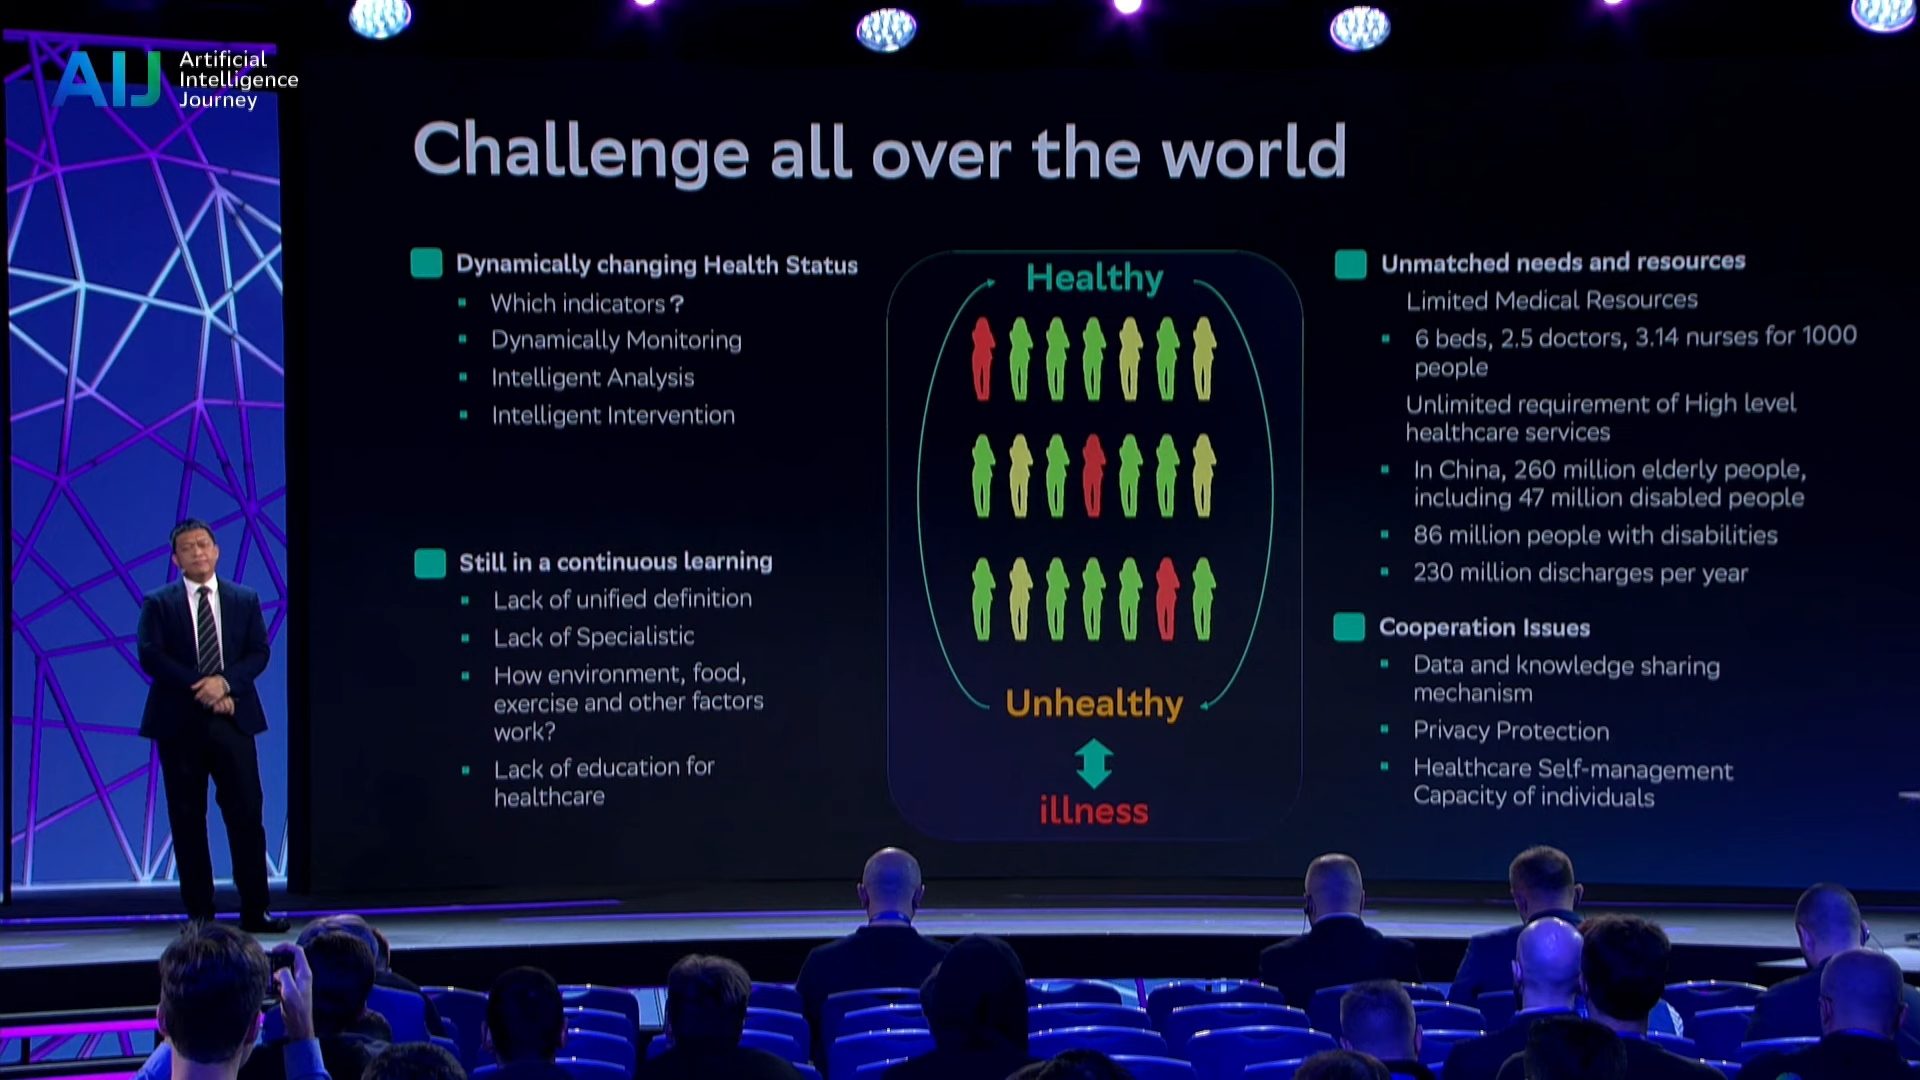 AIJ Artificial
Intelligence
Journey
Challenge all over the world
Dynamically changing Health Status
Which indicators?
Dynamically Monitoring
Intelligent Analysis
Intelligent Intervention
Still in a continuous learning
Lack of unified definition
Lack of Specialistic
How environment, food,
exercise and other factors
work?
Lack of education for
healthcare
Healthy
Unhealthy
illness
Unmatched needs and resources
Limited Medical Resources
6 beds, 2.5 doctors, 3.14 nurses for 1000
people
Unlimited requirement of High level
healthcare services
In China, 260 million elderly people,
including 47 million disabled people
86 million people with disabilities
230 million discharges per year
Cooperation Issues
Data and knowledge sharing
mechanism
Privacy Protection
Healthcare Self-management
Capacity of individuals